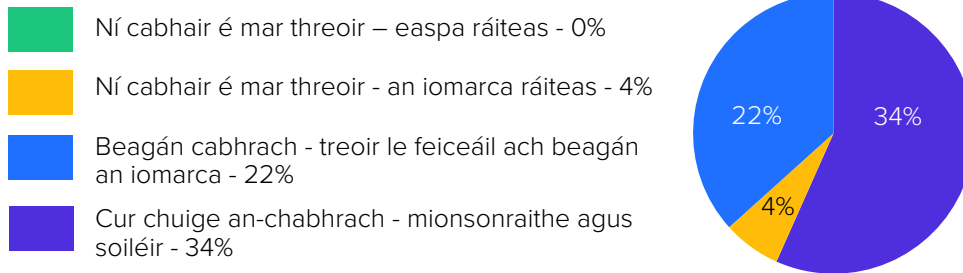 Ní cabhair é mar threoir – easpa ráiteas - 0%
Ní cabhair é mar threoir - an iomarca ráiteas - 4%
Beagán cabhrach - treoir le feiceáil ach beagán
an iomarca - 22%
Cur chuige an-chabhrach - mionsonraithe agus
soiléir - 34%
22%
34%
4%